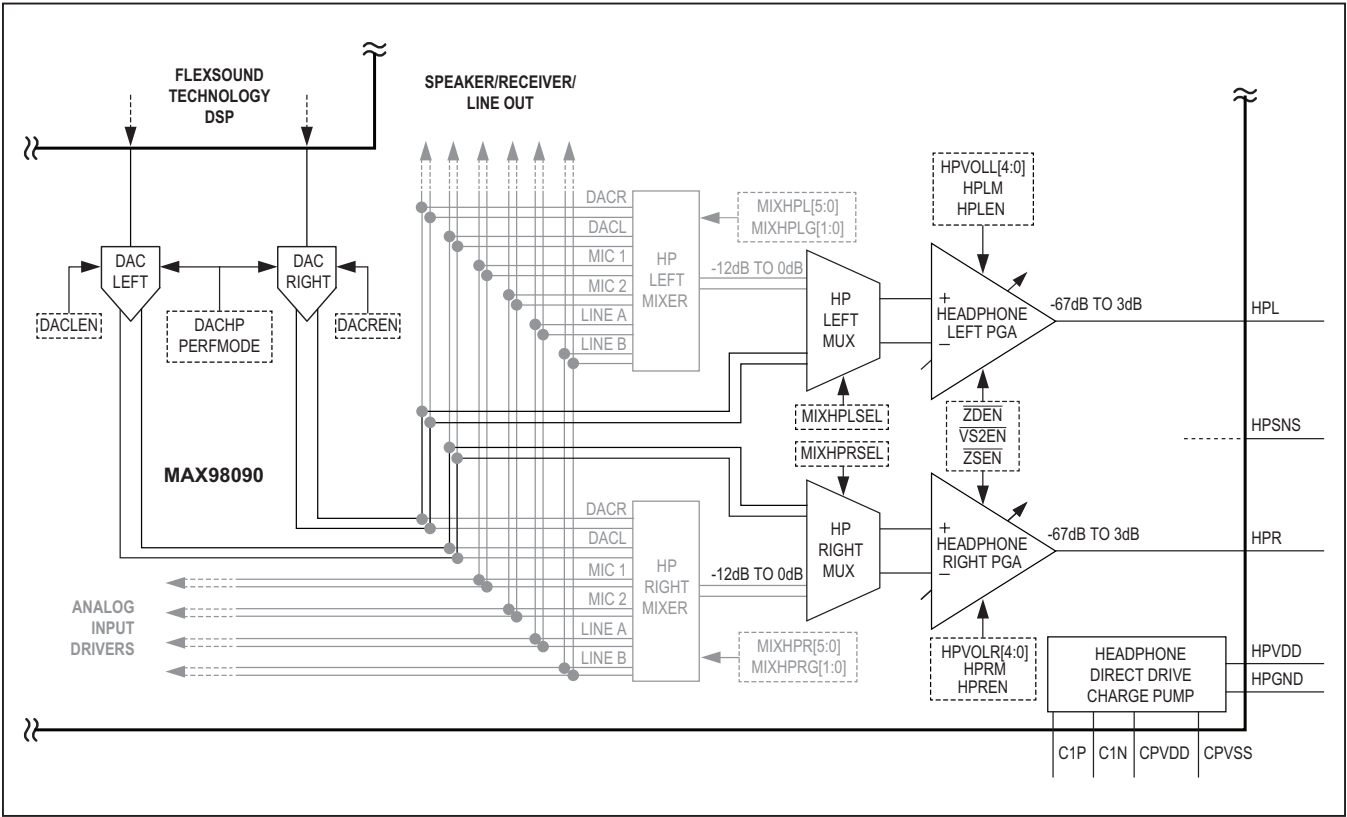 FLEXSOUND
TECHNOLOGY
DSP
SPEAKER/RECEIVER/
LINE OUT
DAC
LEFT
DAC
RIGHT
DACLEN
DACHP
PERFMODE
DACREN
DACR
DACL
MIC 1
MIC 2
LINE A
LINE B
HP
LEFT
MIXER
MIXHPL[5:0]
MIXHPLG[1:0]
-12dB TO 0dB
HP
LEFT
MUX
MIXHPLSEL
HPVOLL[4:0]
HPLM
HPLEN
+
HEADPHONE
LEFT PGA
–
-67dB TO 3dB
HPL
ZDEN
VS2EN
ZSEN
HPSNS
MAX98090
MIXHPRSEL
DACR
DACL
MIC 1
MIC 2
LINE A
LINE B
HP
RIGHT
MIXER
-12dB TO 0dB
MIXHPR[5:0]
MIXHPRG[1:0]
HP
RIGHT
MUX
+
HEADPHONE
RIGHT PGA
–
-67dB TO 3dB
HPR
HPVOLR[4:0]
HPRM
HPREN
ANALOG
INPUT
DRIVERS
HEADPHONE
DIRECT DRIVE
CHARGE PUMP
HPVDD
HPGND
C1P
C1N
CPVDD
CPVSS